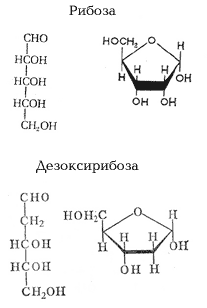 Рибоза
CHO
HCOH
HCOH
HCOH
CH₂OH
HOCH₂ O H
H H H H
OH
OH OH
Дезоксирибоза
CHO
CH₂
HCOH
HCOH
CH₂OH
HOH₂C O H
H H H
H OH
OH H